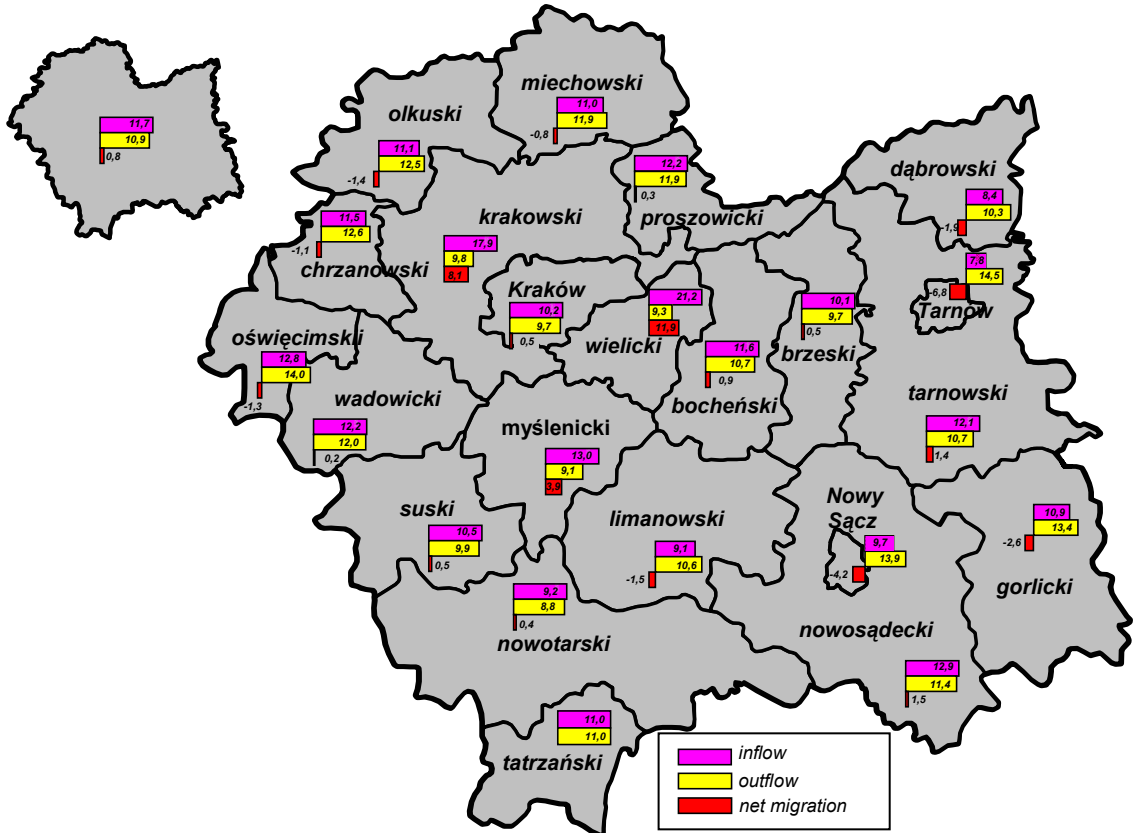 11,7
10,9
0,8
miechowski
11,0
11,9
-0,8
olkuski
11,1
12,5
-1,4
12,2
11,9
0,3
proszowicki
dąbrowski
8,4
10,3
-1,9
krakowski
17,9
9,8
8,1
11,5
12,6
-1,1
chrzanowski
Kraków
10,2
9,7
0,5
21,2
9,3
11,9
wielicki
10,1
9,7
0,5
brzeski
7,8
14,5
-6,8
Tarnów
oświęcimskii
12,8
14,0
-1,3
11,6
10,7
0,9
bocheński
wadowicki
12,2
12,0
0,2
myślenicki
13,0
9,1
3,9
tarnowski
12,1
10,7
1,4
suski
10,5
9,9
0,5
limanowski
9,1
10,6
-1,5
Nowy
Sącz
9,7
13,9
-4,2
10,9
13,4
-2,6
gorlicki
9,2
8,8
0,4
nowotarski
nowosądecki
12,9
11,4
1,5
11,0
11,0
tatrzański
inflow
outflow
net migration